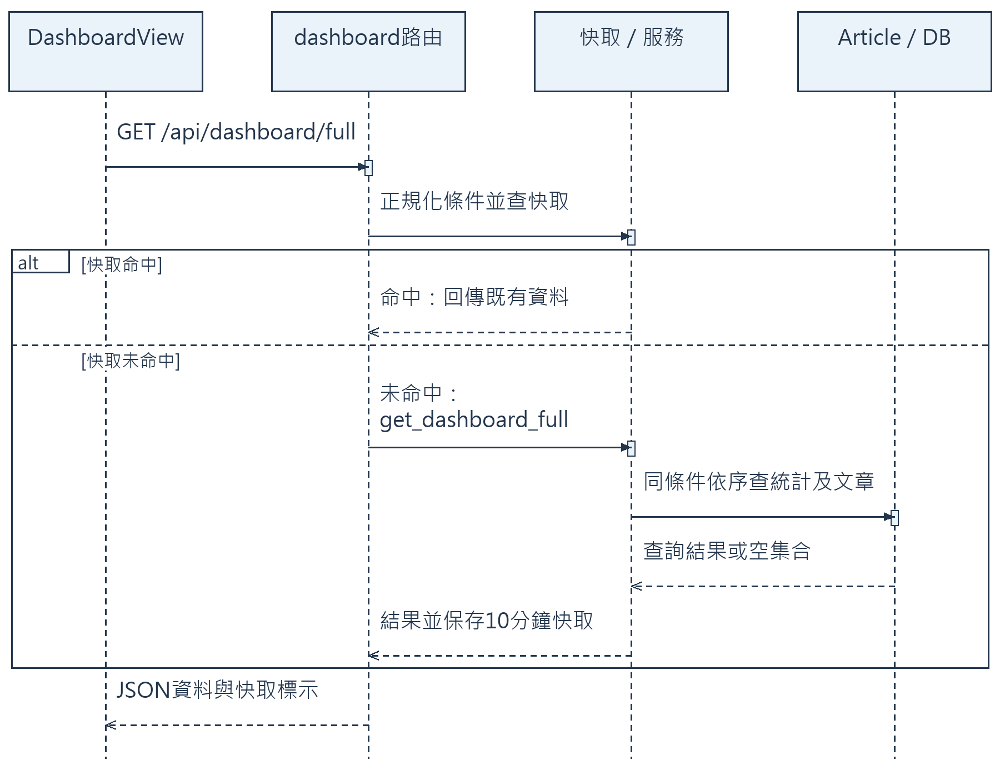 DashboardView
dashboard路由
快取 / 服務
Article / DB
GET /api/dashboard/full
正規化條件並查快取
alt
[快取命中]
命中：回傳既有資料
[快取未命中]
未命中：
get_dashboard_full
同條件依序查統計及文章
查詢結果或空集合
結果並保存10分鐘快取
JSON資料與快取標示